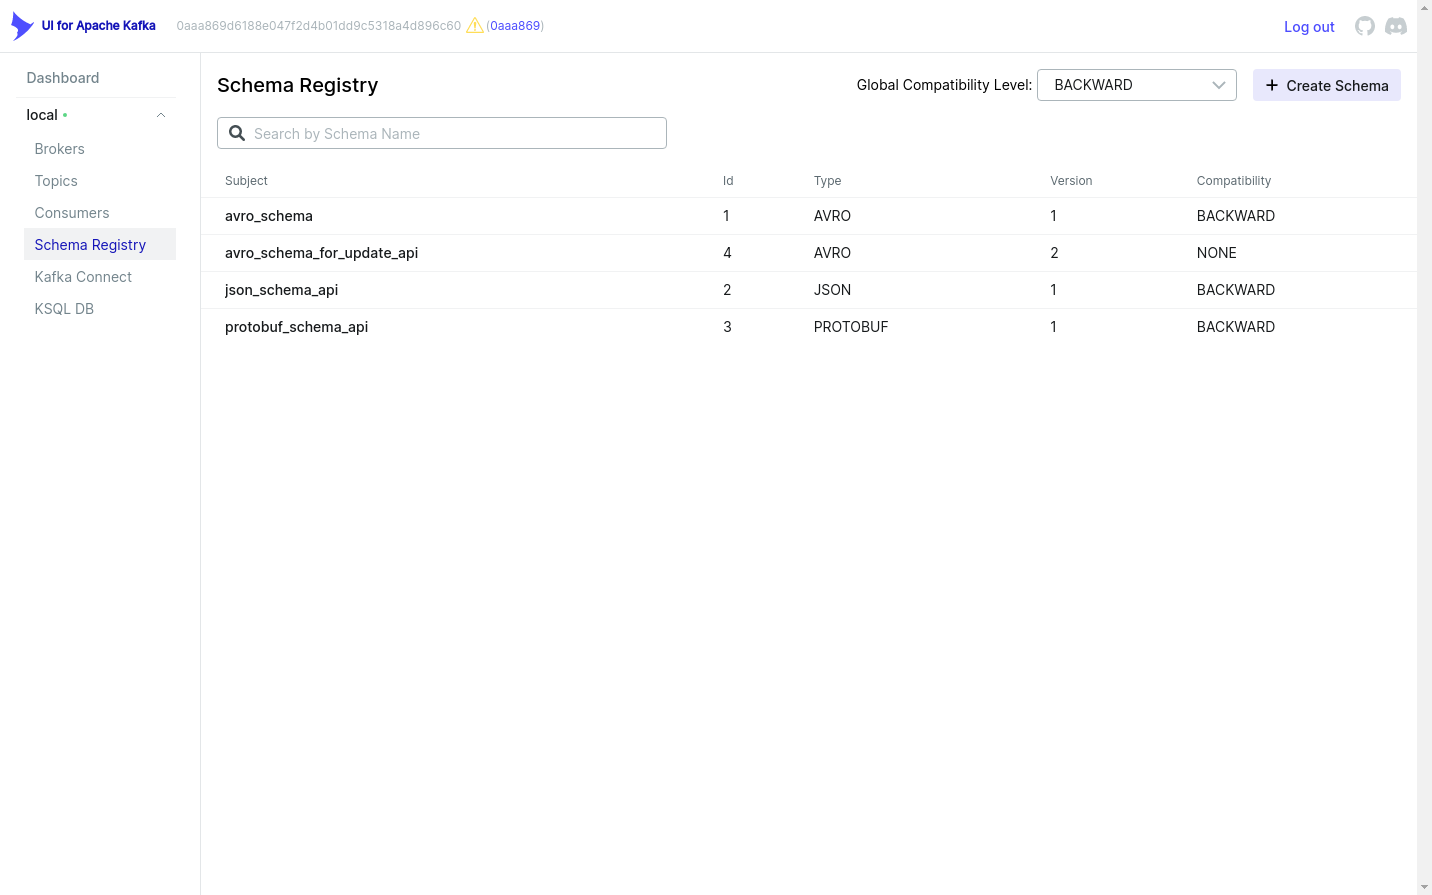 UI for Apache Kafka 0aaa869d6188e047f2d4b01dd9c5318a4d896c60 (0aaa869) Log out
Dashboard
local
Brokers
Topics
Consumers
Schema Registry
Kafka Connect
KSQL DB
Schema Registry Global Compatibility Level: BACKWARD Create Schema
Search by Schema Name
Subject Id Type Version Compatibility
avro_schema 1 AVRO 1 BACKWARD
avro_schema_for_update_api 4 AVRO 2 NONE
json_schema_api 2 JSON 1 BACKWARD
protobuf_schema_api 3 PROTOBUF 1 BACKWARD